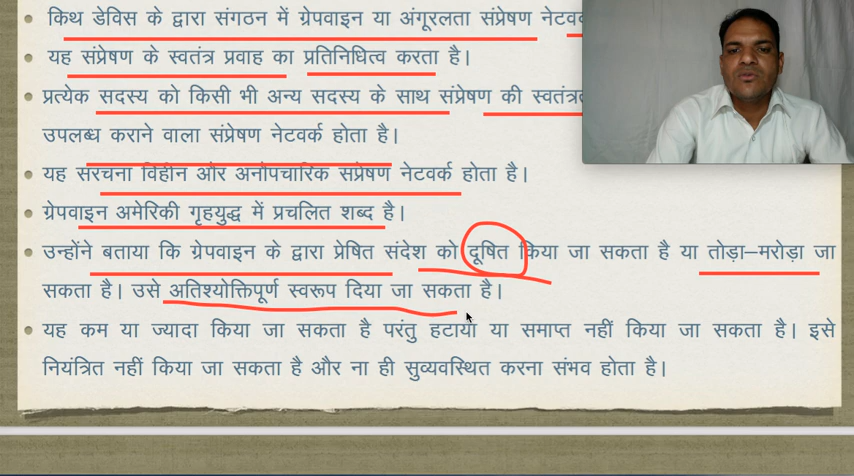 किथ डेविस के द्वारा संगठन में ग्रेपवाइन या अंगूरलता संप्रेषण
यह संप्रेषण के स्वतंत्र प्रवाह का प्रतिनिधित्व करता है।
प्रत्येक सदस्य को किसी भी अन्य सदस्य के साथ संप्रेषण की
उपलब्ध कराने वाला संप्रेषण नेटवर्क होता है।
यह संरचना विहीन और अनौपचारिक संप्रेषण नेटवर्क होता है।
ग्रेपवाइन अमेरिकी गृहयुद्ध में प्रचलित शब्द है।
उन्होंने बताया कि ग्रेपवाइन के द्वारा प्रेषित संदेश को दूषित किया जा सकता है या तोड़ा–मरोड़ा जा
सकता है। उसे अतिश्योक्तिपूर्ण स्वरूप दिया जा सकता है।
यह कम या ज्यादा किया जा सकता है परंतु हटाया या समाप्त नहीं किया जा सकता है। इसे
नियंत्रित नहीं किया जा सकता है और ना ही सुव्यवस्थित करना संभव होता है।